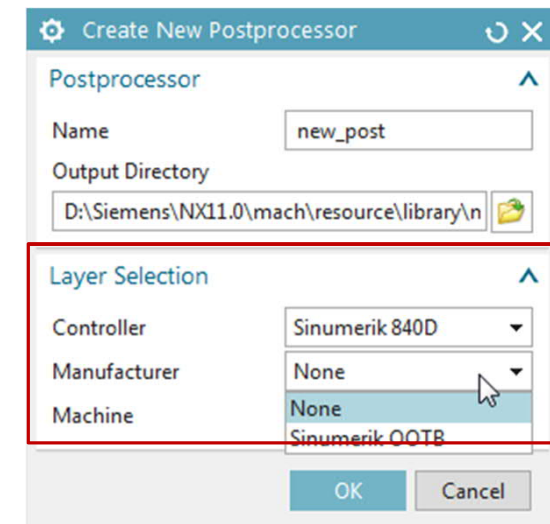 Create New Postprocessor
Postprocessor
Name new_post
Output Directory
D:\Siemens\NX11.0\mach\resource\library\n
Layer Selection
Controller Sinumerik 840D
Manufacturer None
Machine None
Sinumerik OOTB
OK Cancel